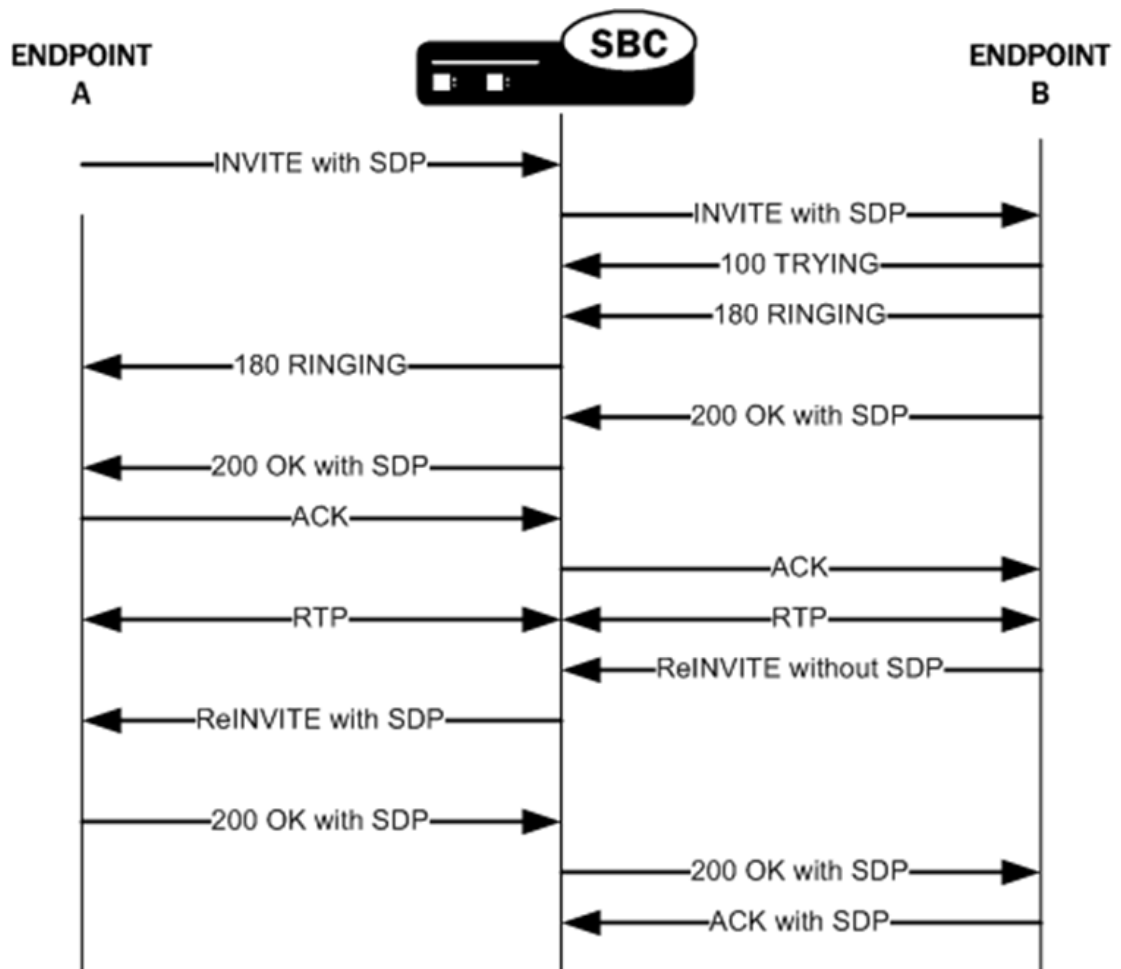 ENDPOINT
A
SBC
ENDPOINT
B
INVITE with SDP
INVITE with SDP
100 TRYING
180 RINGING
180 RINGING
200 OK with SDP
200 OK with SDP
ACK
ACK
RTP
RTP
ReINVITE without SDP
ReINVITE with SDP
200 OK with SDP
200 OK with SDP
ACK with SDP